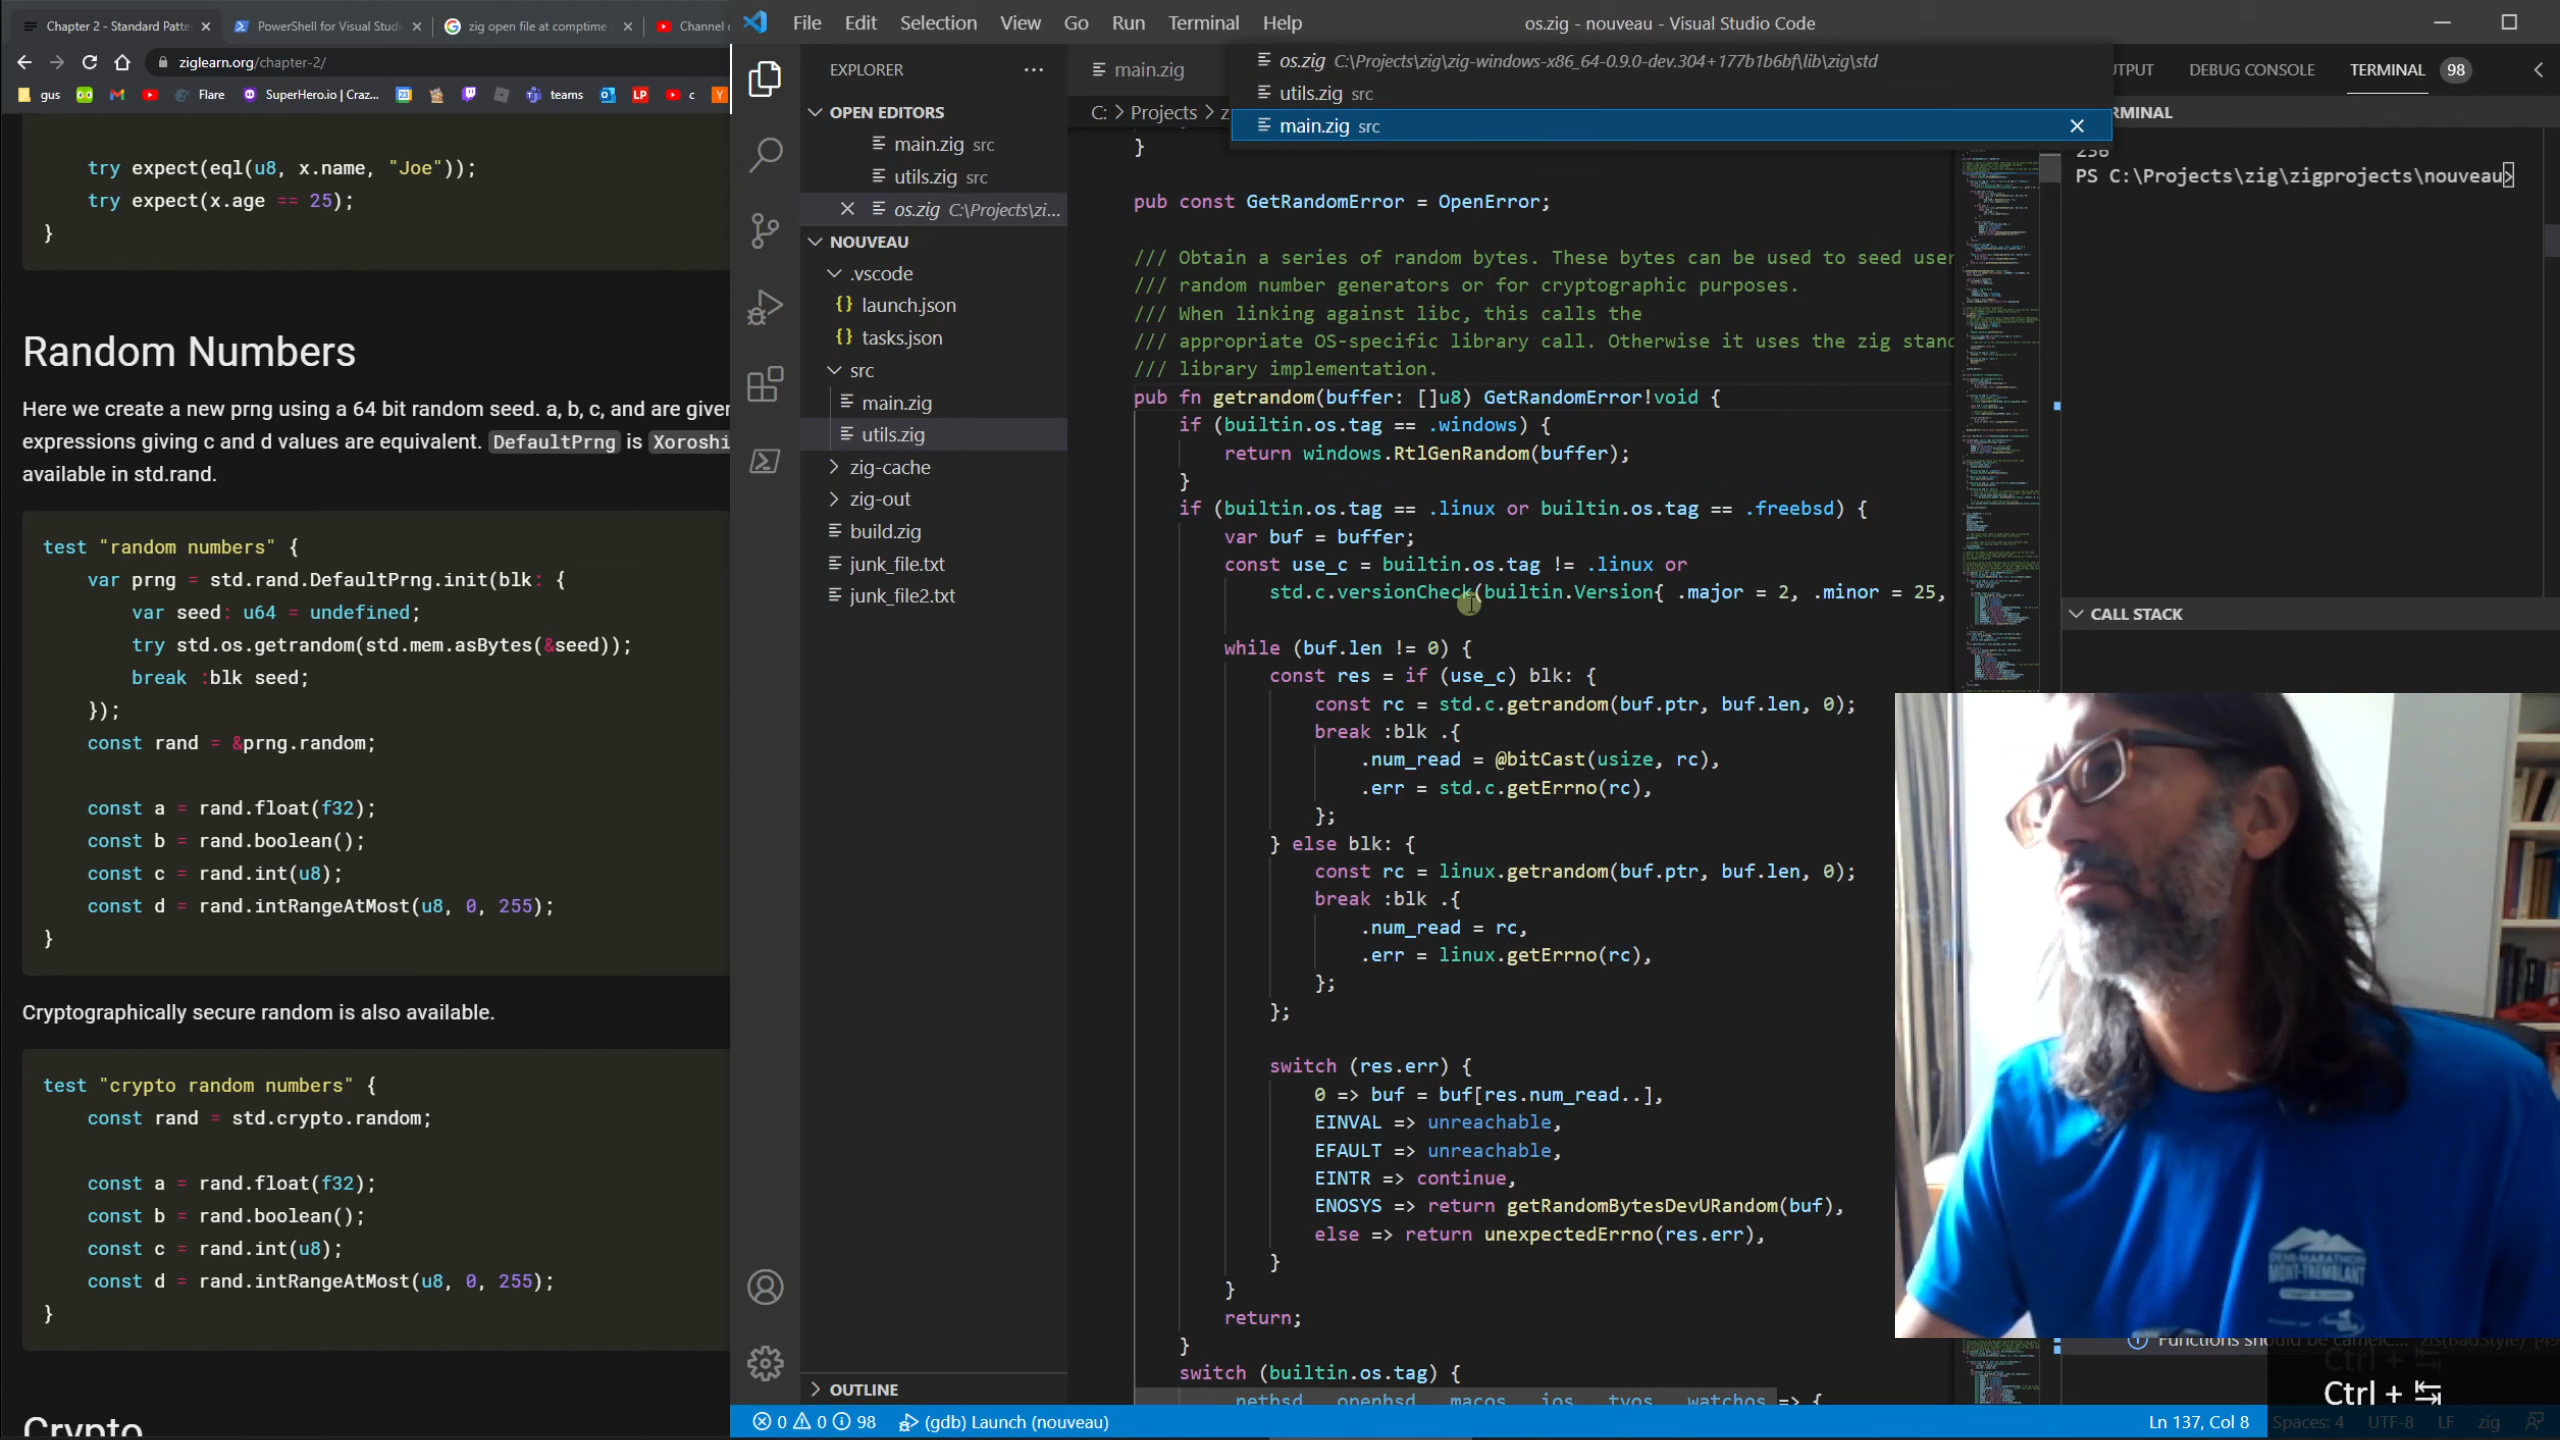 Chapter 2 - Standard Patte
PowerShell for Visual Studi
zig open file at comptime
Channel
ziglearn.org/chapter-2/
gus
Flare
SuperHero.io | Craz...
teams
c
try expect(eql(u8, x.name, "Joe"));
try expect(x.age == 25);
}
Random Numbers
Here we create a new prng using a 64 bit random seed. a, b, c, and are giver
expressions giving c and d values are equivalent. DefaultPrng is Xoroshi
available in std.rand.
test "random numbers" {
var prng = std.rand.DefaultPrng.init(blk: {
var seed: u64 = undefined;
try std.os.getrandom(std.mem.asBytes(&seed));
break :blk seed;
});
const rand = &prng.random;
const a = rand.float(f32);
const b = rand.boolean();
const c = rand.int(u8);
const d = rand.intRangeAtMost(u8, 0, 255);
}
Cryptographically secure random is also available.
test "crypto random numbers" {
const rand = std.crypto.random;
const a = rand.float(f32);
const b = rand.boolean();
const c = rand.int(u8);
const d = rand.intRangeAtMost(u8, 0, 255);
}
Crypto
File Edit Selection View Go Run Terminal Help
os.zig - nouveau - Visual Studio Code
EXPLORER
OPEN EDITORS
main.zig src
utils.zig src
os.zig C:\Projects\zi...
NOUVEAU
.vscode
launch.json
tasks.json
src
main.zig
utils.zig
zig-cache
zig-out
build.zig
junk_file.txt
junk_file2.txt
OUTLINE
main.zig
C: > Projects > z
os.zig C:\Projects\zig\zig-windows-x86_64-0.9.0-dev.304+177b1b6bf\lib\zig\std
utils.zig src
main.zig src
}
pub const GetRandomError = OpenError;
/// Obtain a series of random bytes. These bytes can be used to seed user
/// random number generators or for cryptographic purposes.
/// When linking against libc, this calls the
/// appropriate OS-specific library call. Otherwise it uses the zig stand
/// library implementation.
pub fn getrandom(buffer: []u8) GetRandomError!void {
if (builtin.os.tag == .windows) {
return windows.RtlGenRandom(buffer);
}
if (builtin.os.tag == .linux or builtin.os.tag == .freebsd) {
var buf = buffer;
const use_c = builtin.os.tag != .linux or
std.c.versionCheck(builtin.Version{ .major = 2, .minor = 25,
while (buf.len != 0) {
const res = if (use_c) blk: {
const rc = std.c.getrandom(buf.ptr, buf.len, 0);
break :blk .{
.num_read = @bitCast(usize, rc),
.err = std.c.getErrno(rc),
};
} else blk: {
const rc = linux.getrandom(buf.ptr, buf.len, 0);
break :blk .{
.num_read = rc,
.err = linux.getErrno(rc),
};
};
switch (res.err) {
0 => buf = buf[res.num_read..],
EINVAL => unreachable,
EFAULT => unreachable,
EINTR => continue,
ENOSYS => return getRandomBytesDevURandom(buf),
else => return unexpectedErrno(res.err),
}
}
return;
}
switch (builtin.os.tag) {
netbsd openbsd macos ios tvos watchos => {
TPUT DEBUG CONSOLE TERMINAL 98
RMINAL
236
PS C:\Projects\zig\zigprojects\nouveau>
CALL STACK
DEMI-MARATHON
MONT-TREMBLANT
Functions should be camelC... zls(BadStyle)
Ctrl +
Ctrl +
0 0 98 (gdb) Launch (nouveau)
Ln 137, Col 8 Spaces: 4 UTF-8 LF zig